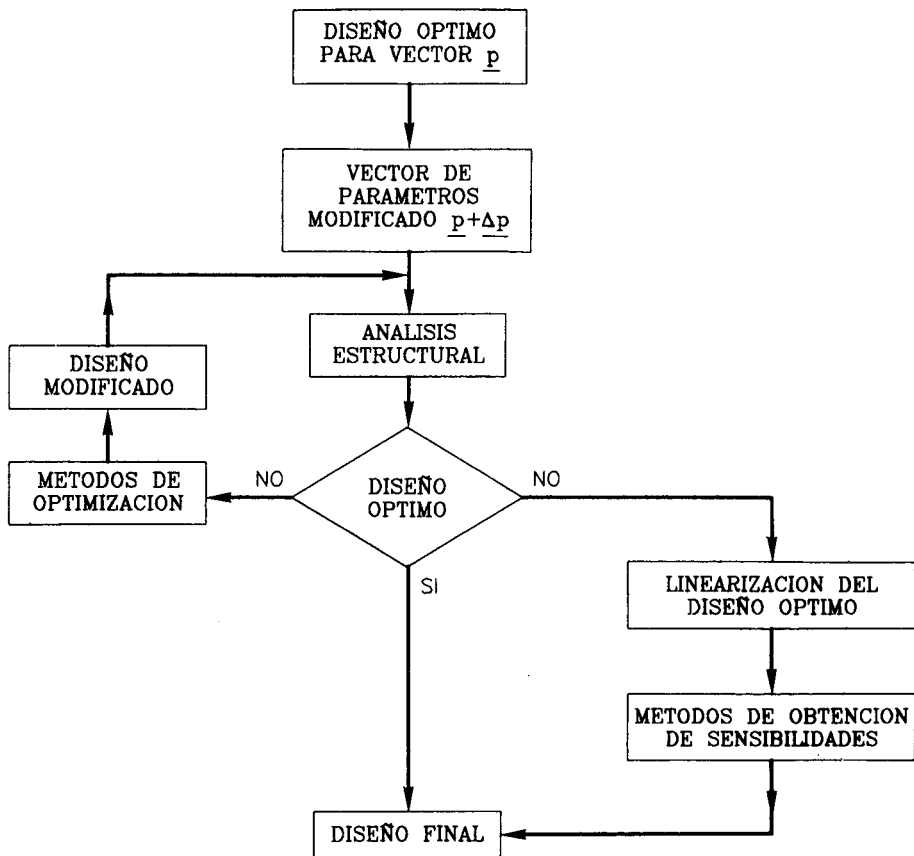 DISEÑO OPTIMO
PARA VECTOR p
VECTOR DE
PARAMETROS
MODIFICADO p+Δp
ANALISIS
ESTRUCTURAL
DISEÑO
MODIFICADO
METODOS DE
OPTIMIZACION
NO
DISEÑO
OPTIMO
NO
SI
LINEARIZACION DEL
DISEÑO OPTIMO
METODOS DE OBTENCION
DE SENSIBILIDADES
DISEÑO FINAL